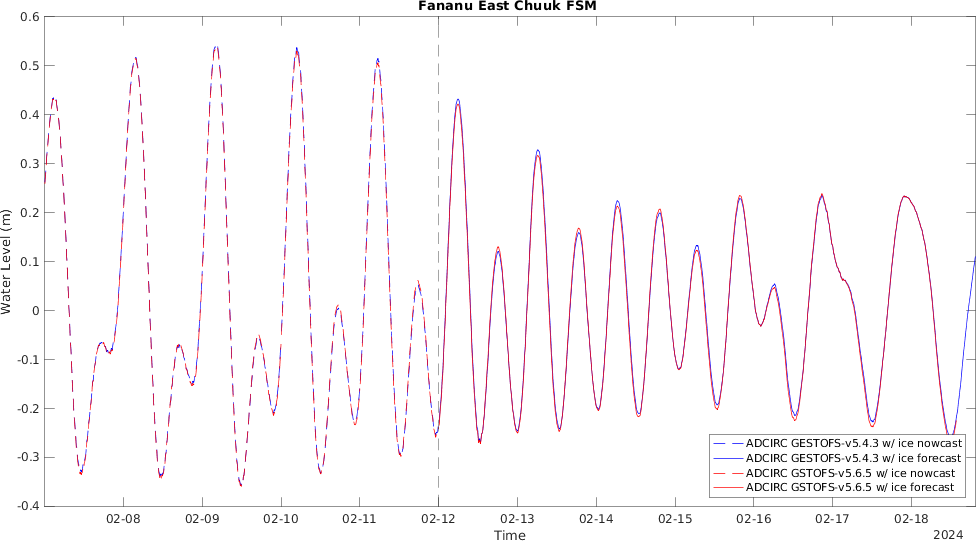 Fananu East Chuuk FSM
0.6
0.5
0.4
0.3
0.2
0.1
0
-0.1
-0.2
-0.3
-0.4
Water Level (m)
ADCIRC GESTOFS-v5.4.3 w/ ice nowcast
ADCIRC GESTOFS-v5.4.3 w/ ice forecast
ADCIRC GSTOFS-v5.6.5 w/ ice nowcast
ADCIRC GSTOFS-v5.6.5 w/ ice forecast
02-08 02-09 02-10 02-11 02-12 02-13 02-14 02-15 02-16 02-17 02-18
Time
2024